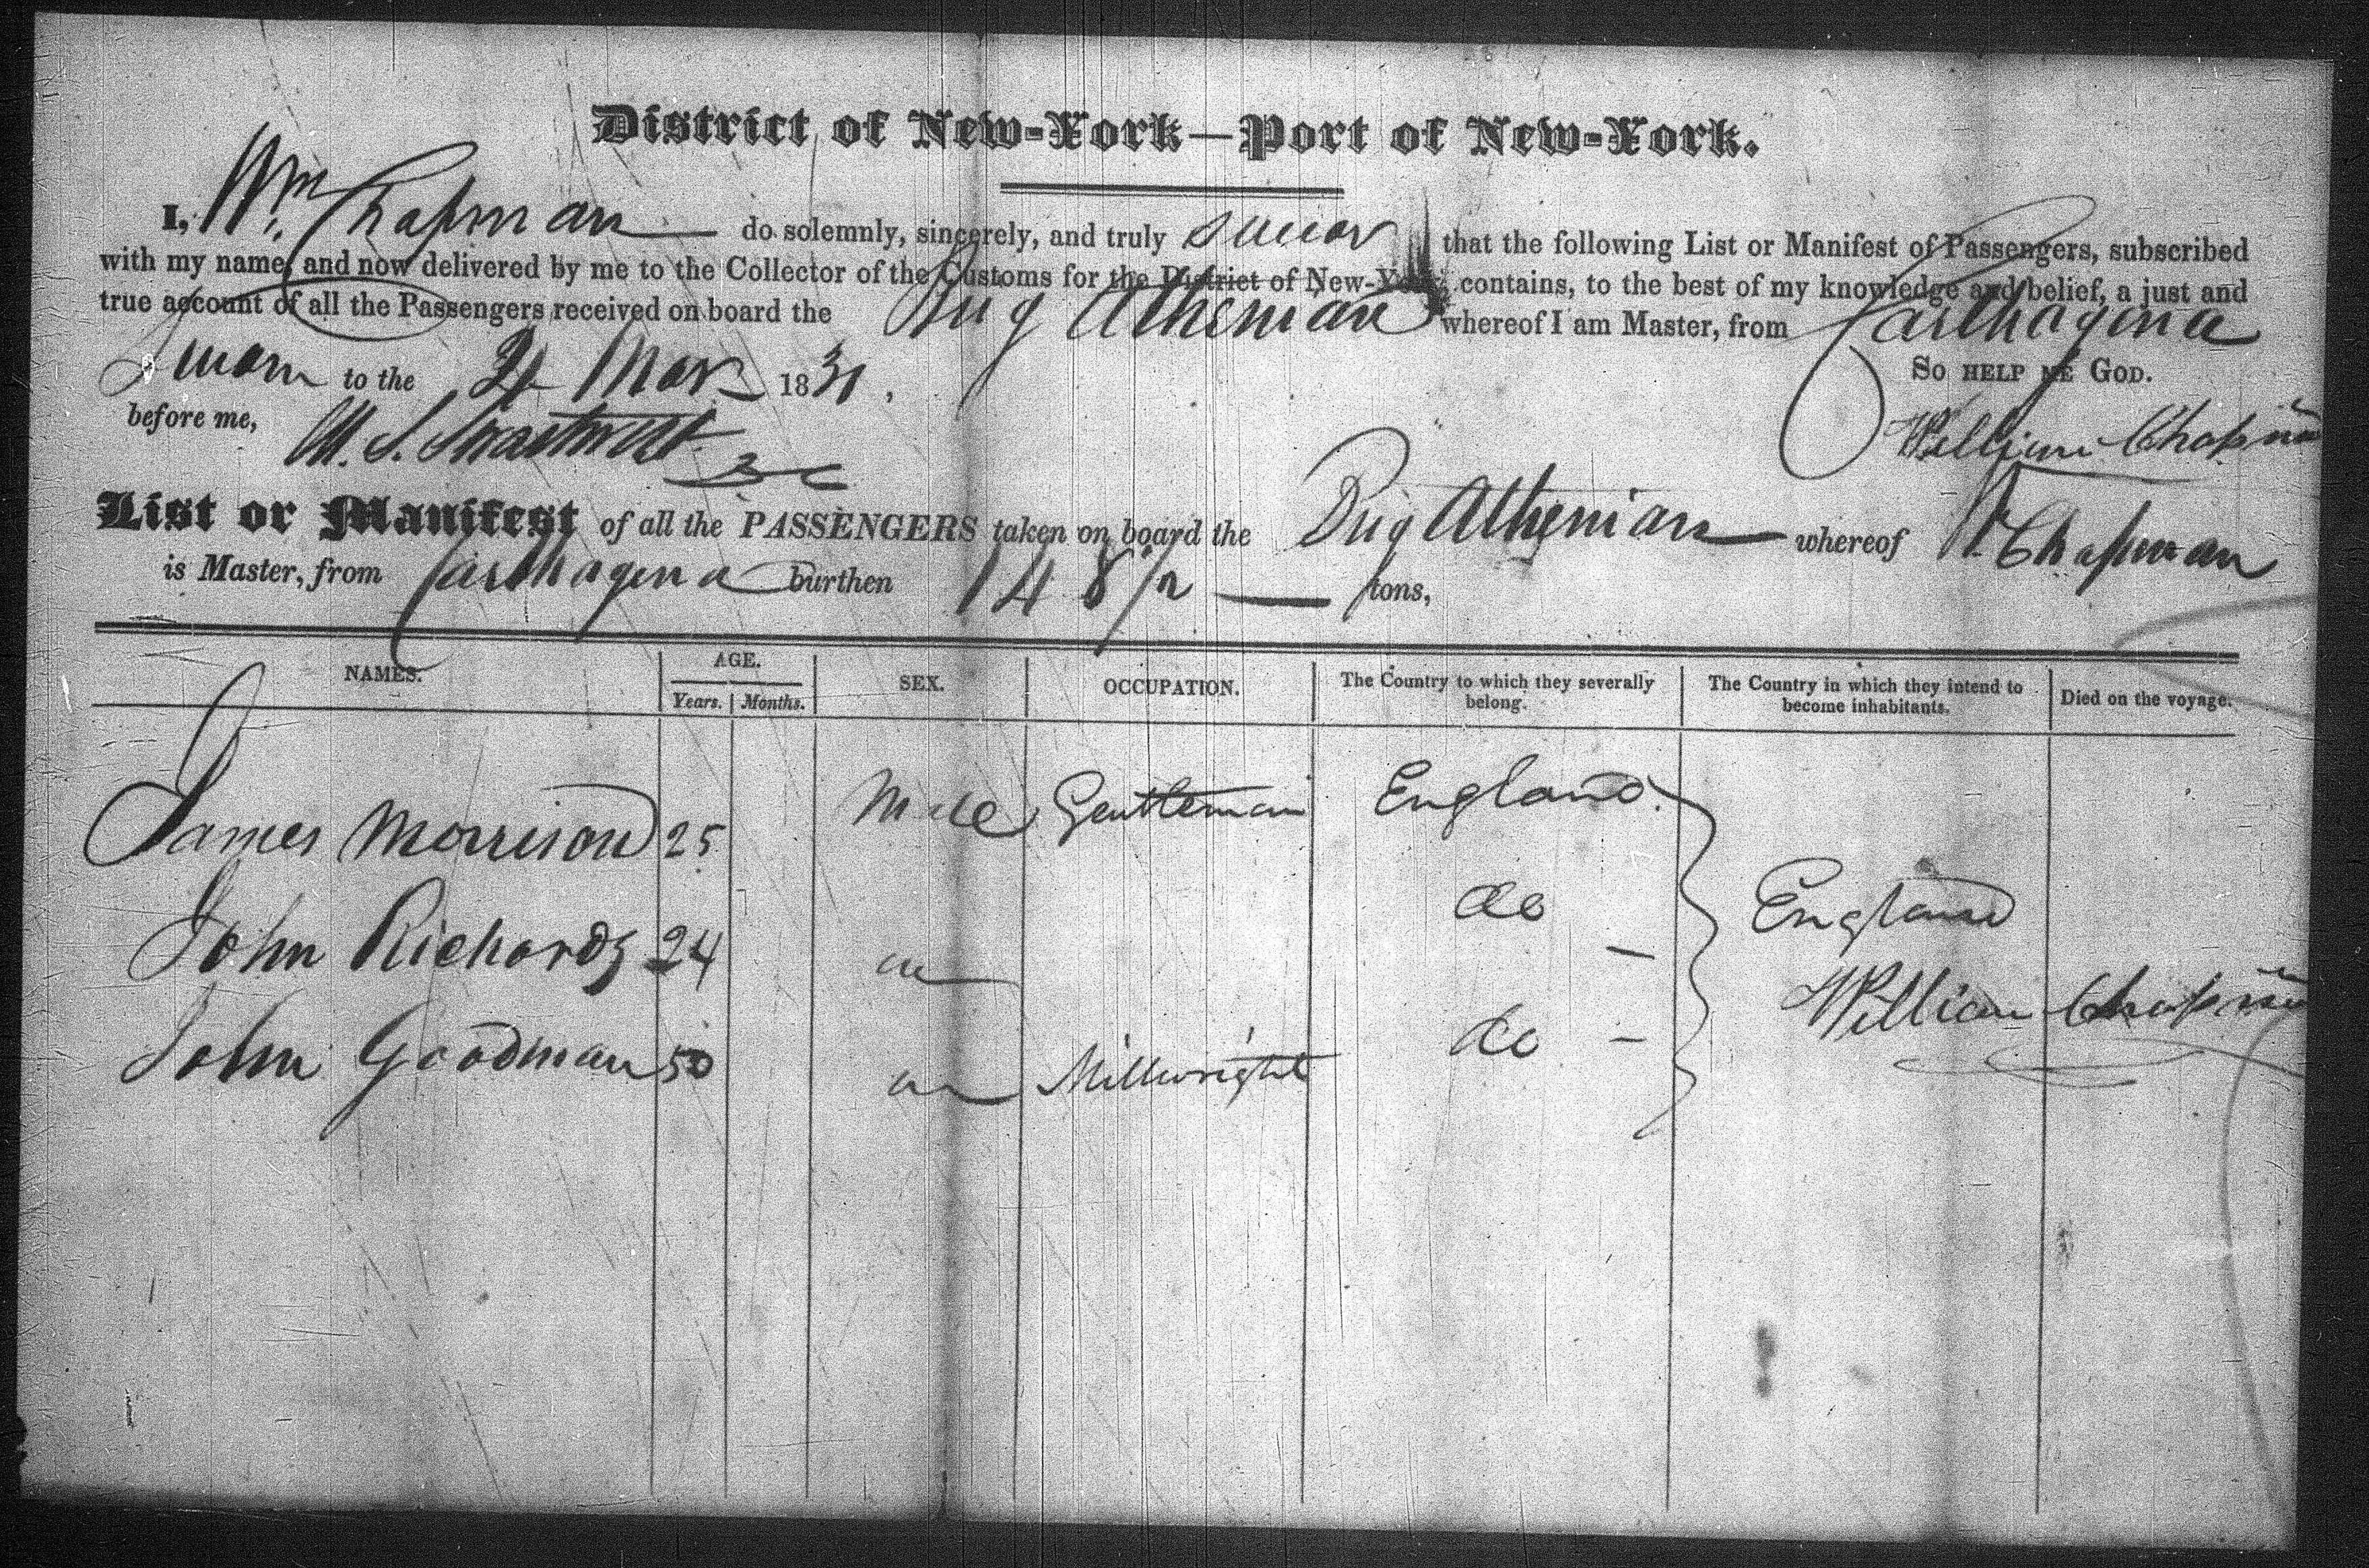 District of New-York—Port of New-York.
I, Wm. Chapman do solemnly, sincerely, and truly swear that the following List or Manifest of Passengers, subscribed
with my name, and now delivered by me to the Collector of the Customs for the District of New-York, contains, to the best of my knowledge and belief, a just and
true account of all the Passengers received on board the Brig Athenian whereof I am Master, from Carthagena
Sworn to the Mar 1831.
So help me God.
before me,
William Chapman
List or Manifest of all the PASSENGERS taken on board the Brig Athenian whereof Chapman
is Master, from Carthagena burthen 148 tons,
NAMES. AGE. SEX. OCCUPATION. The Country to which they severally belong. The Country in which they intend to become inhabitants. Died on the voyage.
Years. Months.
James Morrison 25 Male Gentleman England
John Richards 24 do England
John Goodman 50 Millwright do
William Chapman